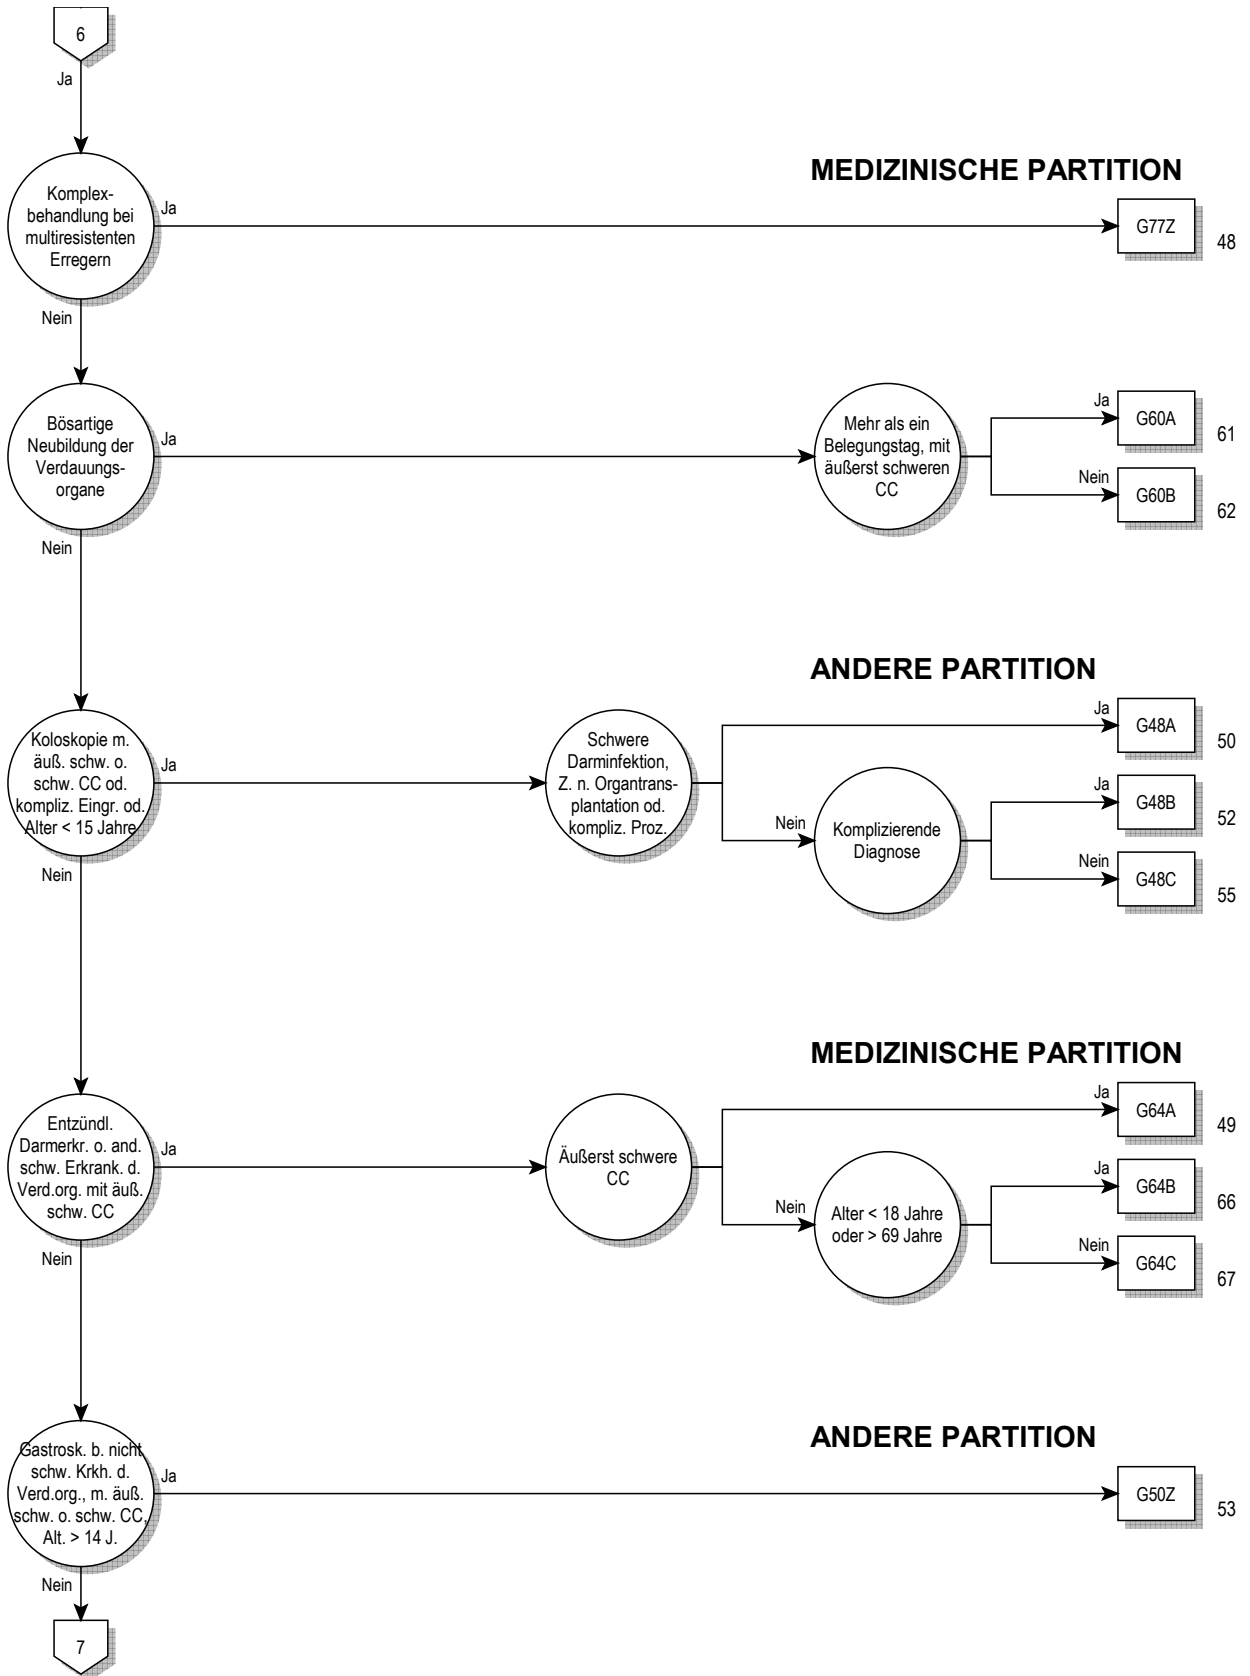 6
Ja
MEDIZINISCHE PARTITION
Komplex-
behandlung bei
multiresistenten
Erregern
Ja
G77Z
48
Nein
Bösartige
Neubildung der
Verdauungs-
organe
Ja
Mehr als ein
Belegungstag, mit
äußerst schweren
CC
Ja
G60A
61
Nein
G60B
62
Nein
ANDERE PARTITION
Koloskopie m.
äuß. schw. o.
schw. CC od.
kompliz. Eingr. od.
Alter < 15 Jahre
Ja
Schwere
Darminfektion,
Z. n. Organtrans-
plantation od.
kompliz. Proz.
Ja
G48A
50
Nein
Komplizierende
Diagnose
Ja
G48B
52
Nein
G48C
55
Nein
MEDIZINISCHE PARTITION
Entzündl.
Darmerkr. o. and.
schw. Erkrank. d.
Verd.org. mit äuß.
schw. CC
Ja
Äußerst schwere
CC
Ja
G64A
49
Nein
Alter < 18 Jahre
oder > 69 Jahre
Ja
G64B
66
Nein
G64C
67
Nein
ANDERE PARTITION
Gastrosk. b. nicht
schw. Krkh. d.
Verd.org., m. äuß.
schw. o. schw. CC,
Alt. > 14 J.
Ja
G50Z
53
Nein
7